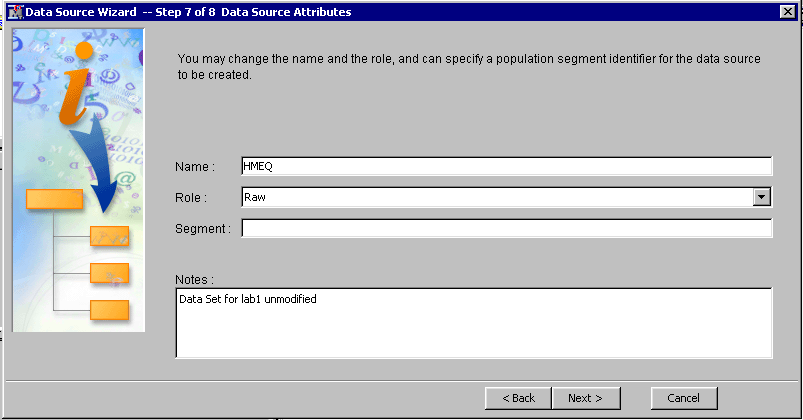 Data Source Wizard -- Step 7 of 8 Data Source Attributes
You may change the name and the role, and can specify a population segment identifier for the data source
to be created.
Name :
HMEQ
Role :
Raw
Segment :
Notes :
Data Set for lab1 unmodified
< Back
Next >
Cancel